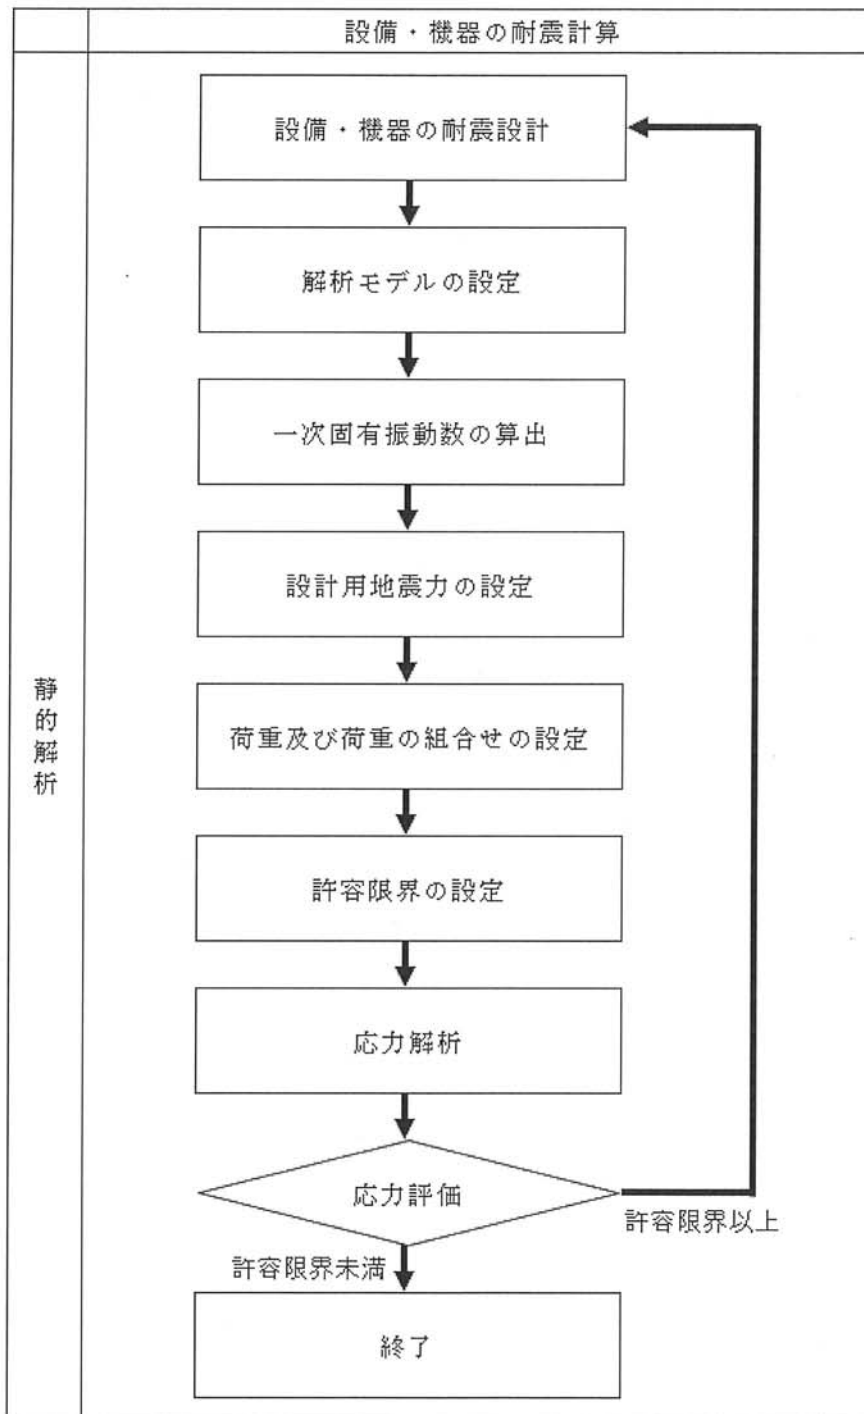 設備・機器の耐震計算
静的解析
設備・機器の耐震設計
解析モデルの設定
一次固有振動数の算出
設計用地震力の設定
荷重及び荷重の組合せの設定
許容限界の設定
応力解析
応力評価
許容限界以上
許容限界未満
終了